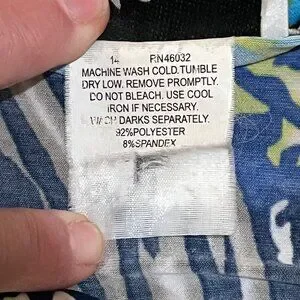 14 RN46032
MACHINE WASH COLD.TUMBLE
DRY LOW. REMOVE PROMPTLY.
DO NOT BLEACH. USE COOL
IRON IF NECESSARY.
WASH DARKS SEPARATELY.
92%POLYESTER
8%SPANDEX